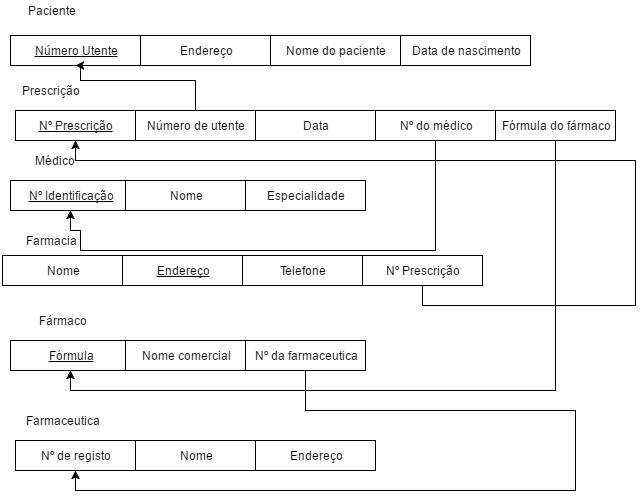 Paciente
Número Utente Endereço Nome do paciente Data de nascimento
Prescrição
Nº Prescrição Número de utente Data Nº do médico Fórmula do fármaco
Médico
Nº Identificação Nome Especialidade
Farmacia
Nome Endereço Telefone Nº Prescrição
Fármaco
Fórmula Nome comercial Nº da farmaceutica
Farmaceutica
Nº de registo Nome Endereço